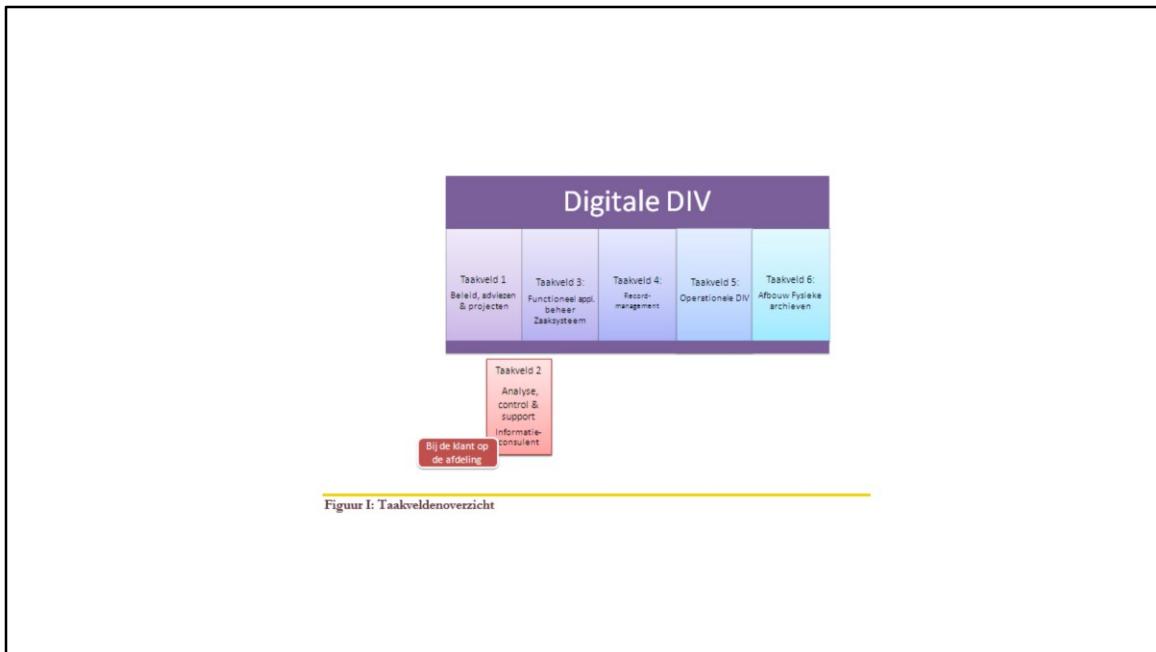 Digitale DIV
Taakveld 1
Beleid, adviezen
& projecten
Taakveld 3:
Functioneel appl.
beheer
Zaaksysteem
Taakveld 4:
Record-
management
Taakveld 5:
Operationele DIV
Taakveld 6:
Afbouw Fysieke
archieven
Taakveld 2
Analyse,
control &
support
Informatie-
consulent
Bij de klant op
de afdeling
Figuur I: Taakveldenoverzicht